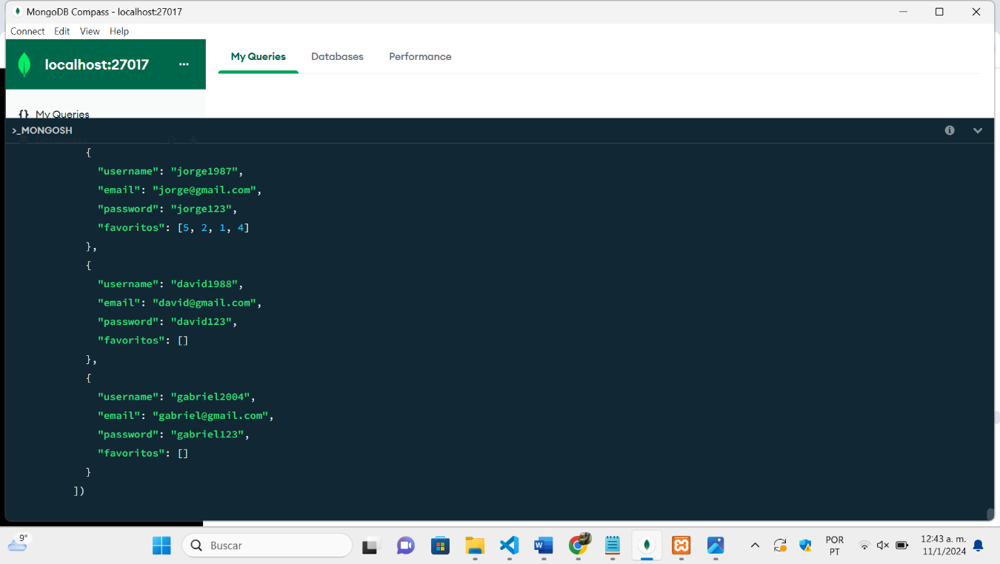 MongoDB Compass - localhost:27017
Connect Edit View Help
localhost:27017 ...
My Queries Databases Performance
{} My Queries
>_MONGOSH
{
"username": "jorge1987",
"email": "jorge@gmail.com",
"password": "jorge123",
"favoritos": [5, 2, 1, 4]
},
{
"username": "david1988",
"email": "david@gmail.com",
"password": "david123",
"favoritos": []
},
{
"username": "gabriel2004",
"email": "gabriel@gmail.com",
"password": "gabriel123",
"favoritos": []
}
])
9°
Buscar
POR
PT
12:43 a. m.
11/1/2024